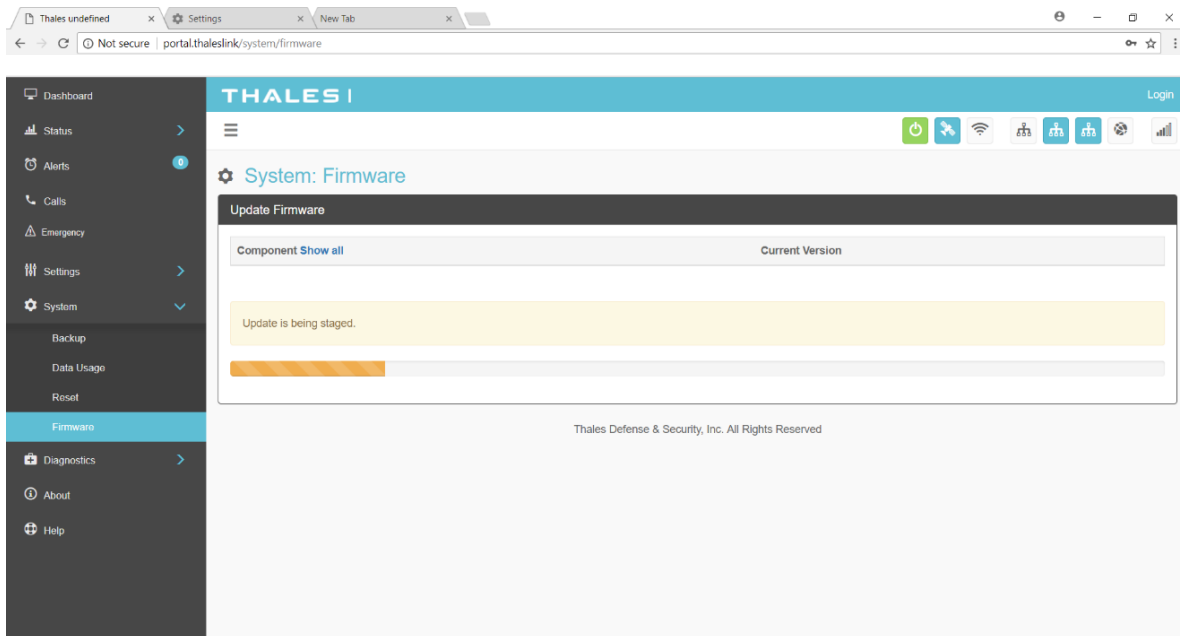 Thales undefined
Settings
New Tab
Not secure | portal.thaleslink/system/firmware
Dashboard
THALES
Login
Status
Alerts 0
System: Firmware
Calls
Update Firmware
Emergency
Component Show all Current Version
Settings
System
Update is being staged.
Backup
Data Usage
Reset
Firmware
Thales Defense & Security, Inc. All Rights Reserved
Diagnostics
About
Help